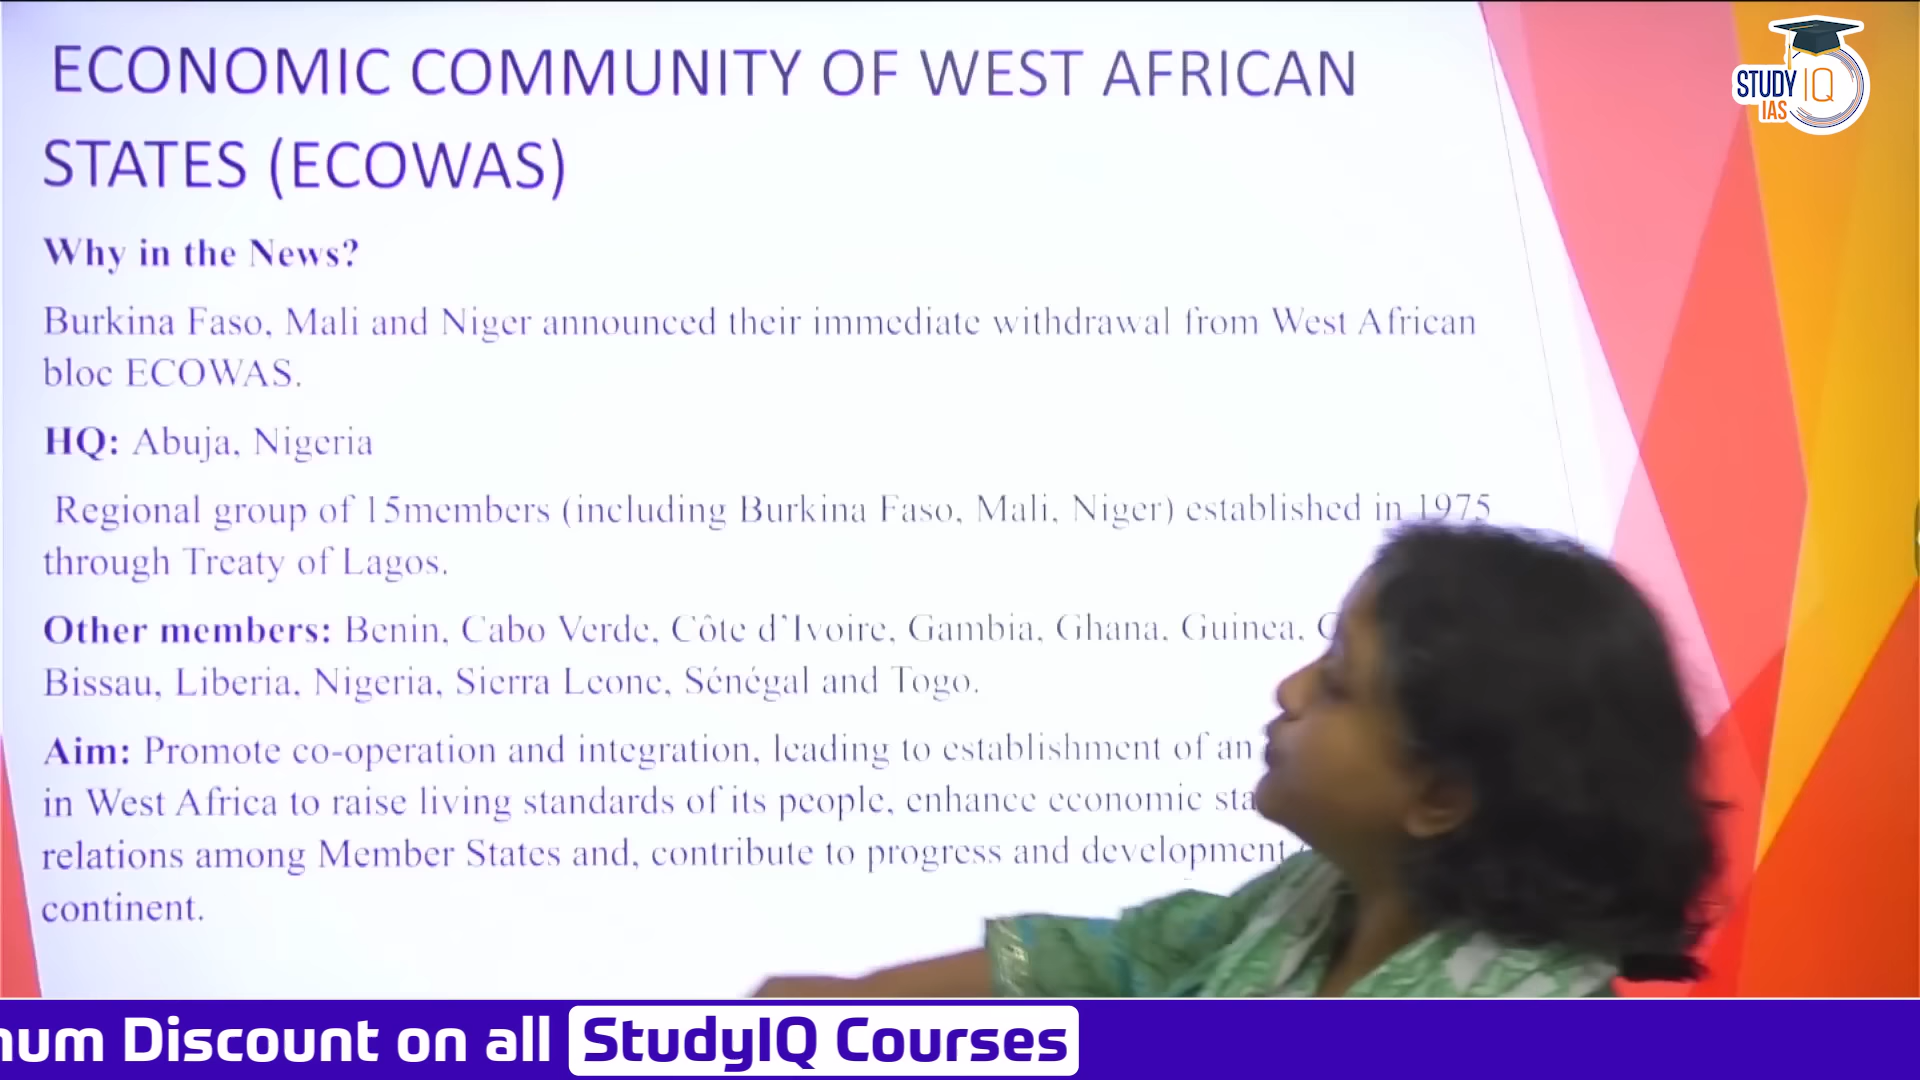 ECONOMIC COMMUNITY OF WEST AFRICAN
STATES (ECOWAS)
STUDY IQ
IAS
Why in the News?
Burkina Faso, Mali and Niger announced their immediate withdrawal from West African
bloc ECOWAS.
HQ: Abuja, Nigeria
Regional group of 15members (including Burkina Faso, Mali, Niger) established in 1975
through Treaty of Lagos.
Other members: Benin, Cabo Verde, Côte d'Ivoire, Gambia, Ghana, Guinea,
Bissau, Liberia, Nigeria, Sierra Leone, Sénégal and Togo.
Aim: Promote co-operation and integration, leading to establishment of an
in West Africa to raise living standards of its people, enhance economic
relations among Member States and, contribute to progress and development
continent.
Discount on all StudyIQ Courses